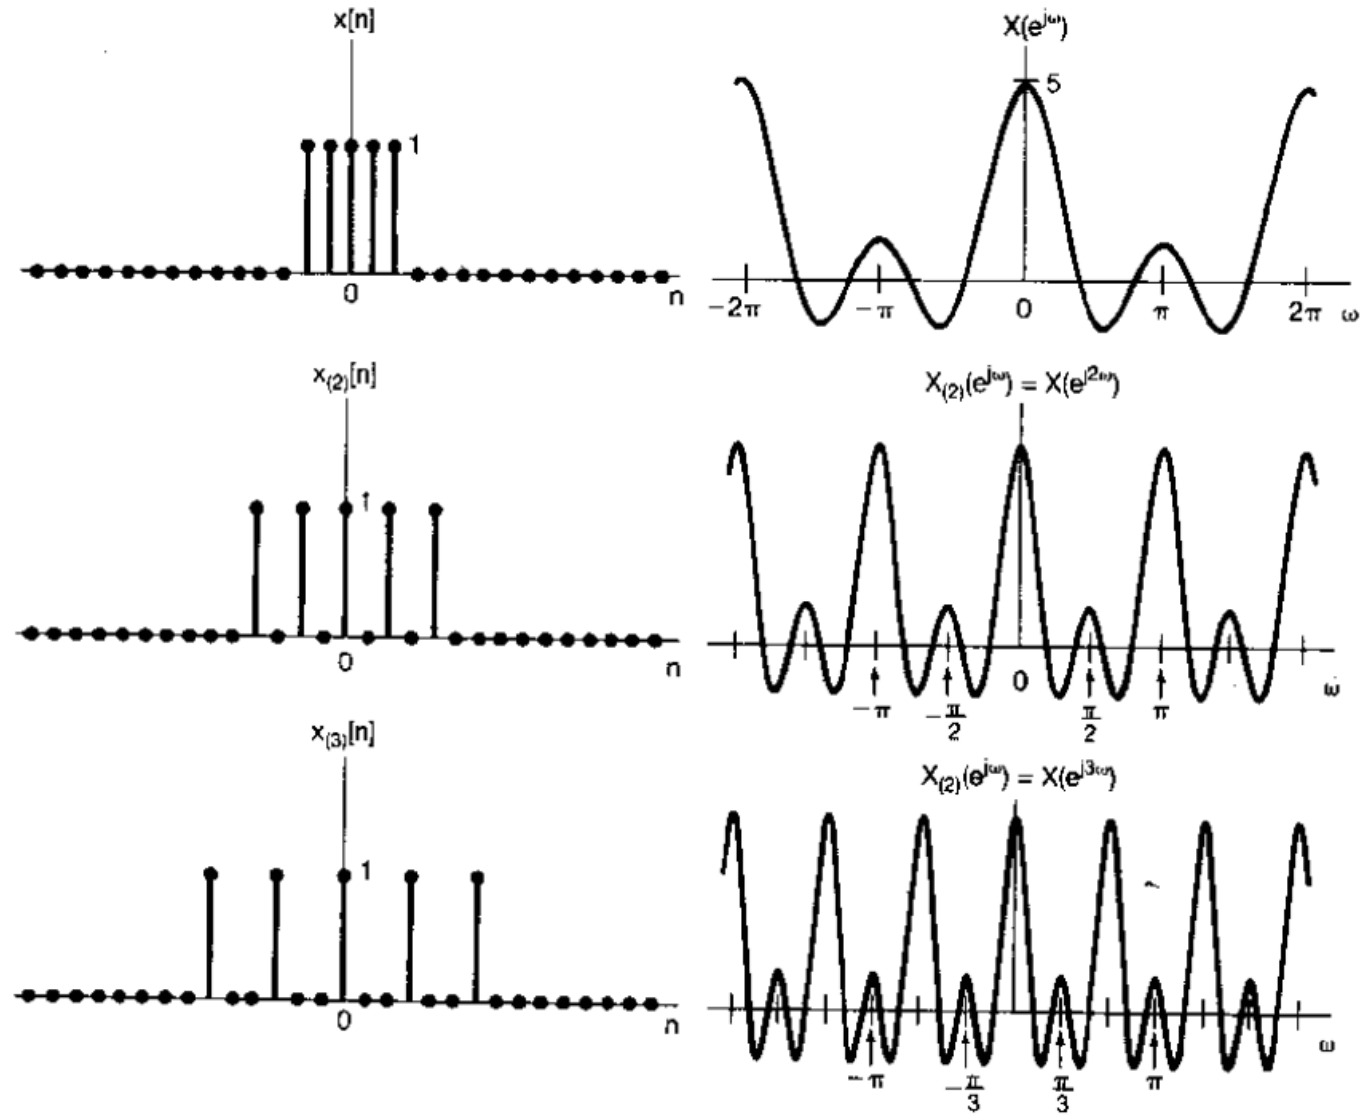 x[n]
X(e^{jω})
5
1
0
n
−2π
−π
0
π
2π
ω
x_{(2)}[n]
X_{(2)}(e^{jω}) = X(e^{j2ω})
1
0
n
−π
−π/2
0
π/2
π
ω
x_{(3)}[n]
X_{(2)}(e^{jω}) = X(e^{j3ω})
1
0
n
−π
−π/3
π/3
π
ω